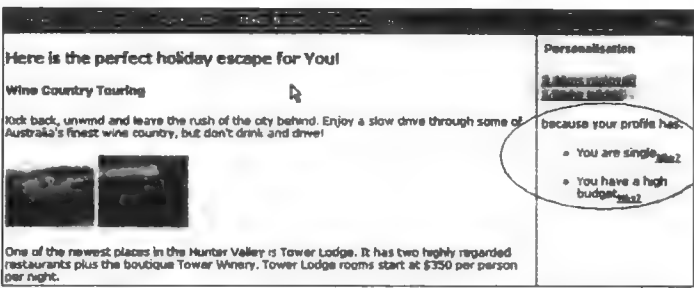 Here is the perfect holiday escape for You!
Wine Country Touring
Kick back, unwind and leave the rush of the city behind. Enjoy a slow drive through some of
Australia's finest wine country, but don't drink and drive!
One of the newest places in the Hunter Valley is Tower Lodge. It has two highly regarded
restaurants plus the boutique Tower Winery. Tower Lodge rooms start at $350 per person
per night.
Personalisation
because your profile has:
• You are single
• You have a high
budget